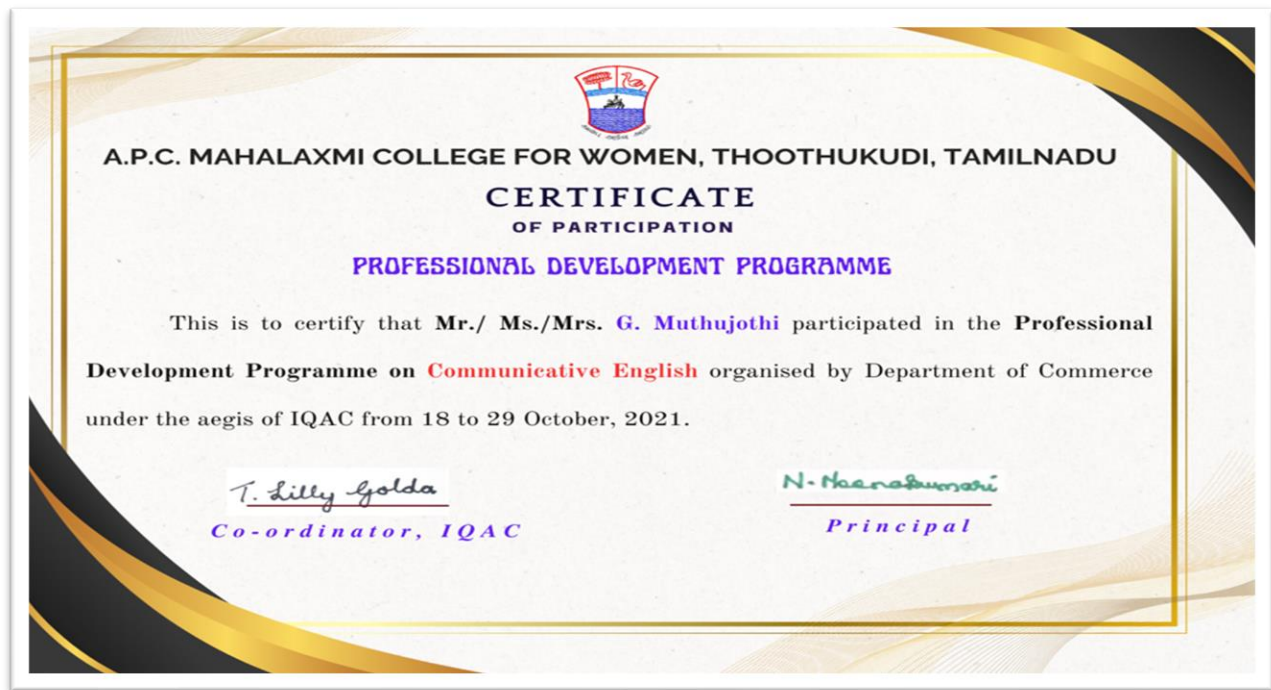 A.P.C. MAHALAXMI COLLEGE FOR WOMEN, THOOTHUKUDI, TAMILNADU
CERTIFICATE
OF PARTICIPATION
PROFESSIONAL DEVELOPMENT PROGRAMME
This is to certify that Mr./ Ms./Mrs. G. Muthujothi participated in the Professional
Development Programme on Communicative English organised by Department of Commerce
under the aegis of IQAC from 18 to 29 October, 2021.
T. Lilly Golda
N. Meenakumari
Co-ordinator, IQAC
Principal